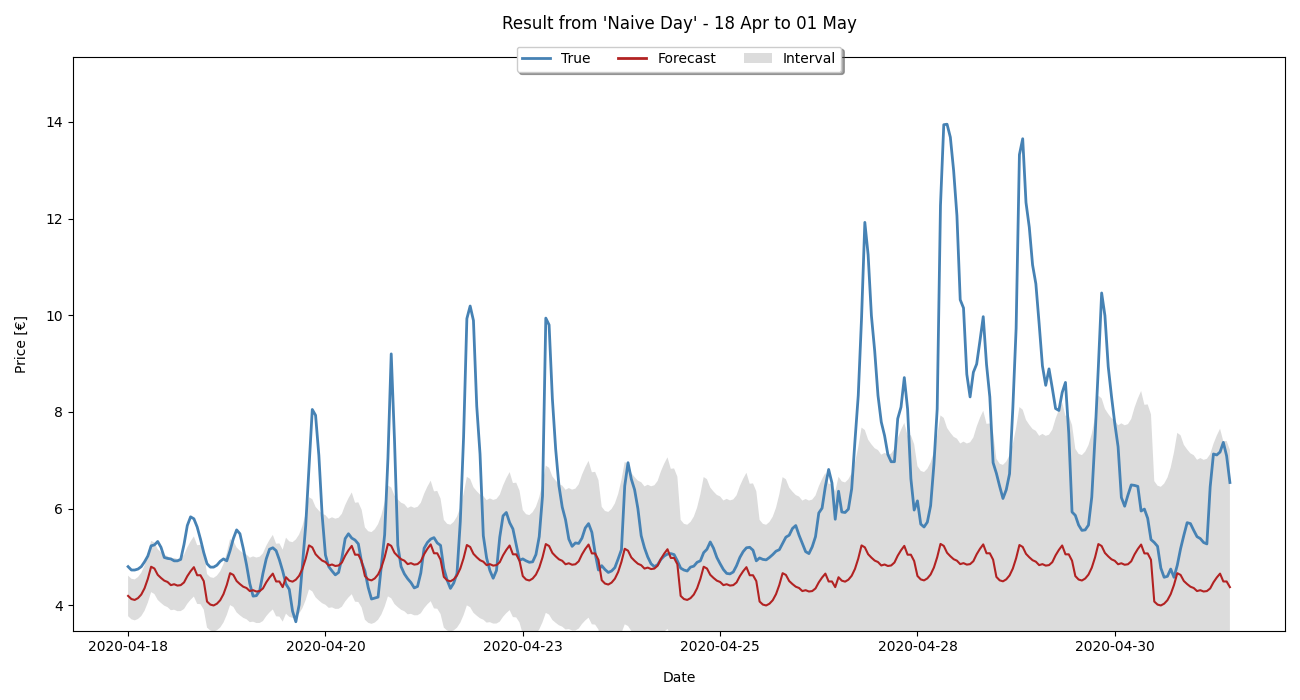 Result from 'Naive Day' - 18 Apr to 01 May
True Forecast Interval
14
12
10
8
6
4
Price [€]
2020-04-18 2020-04-20 2020-04-23 2020-04-25 2020-04-28 2020-04-30
Date